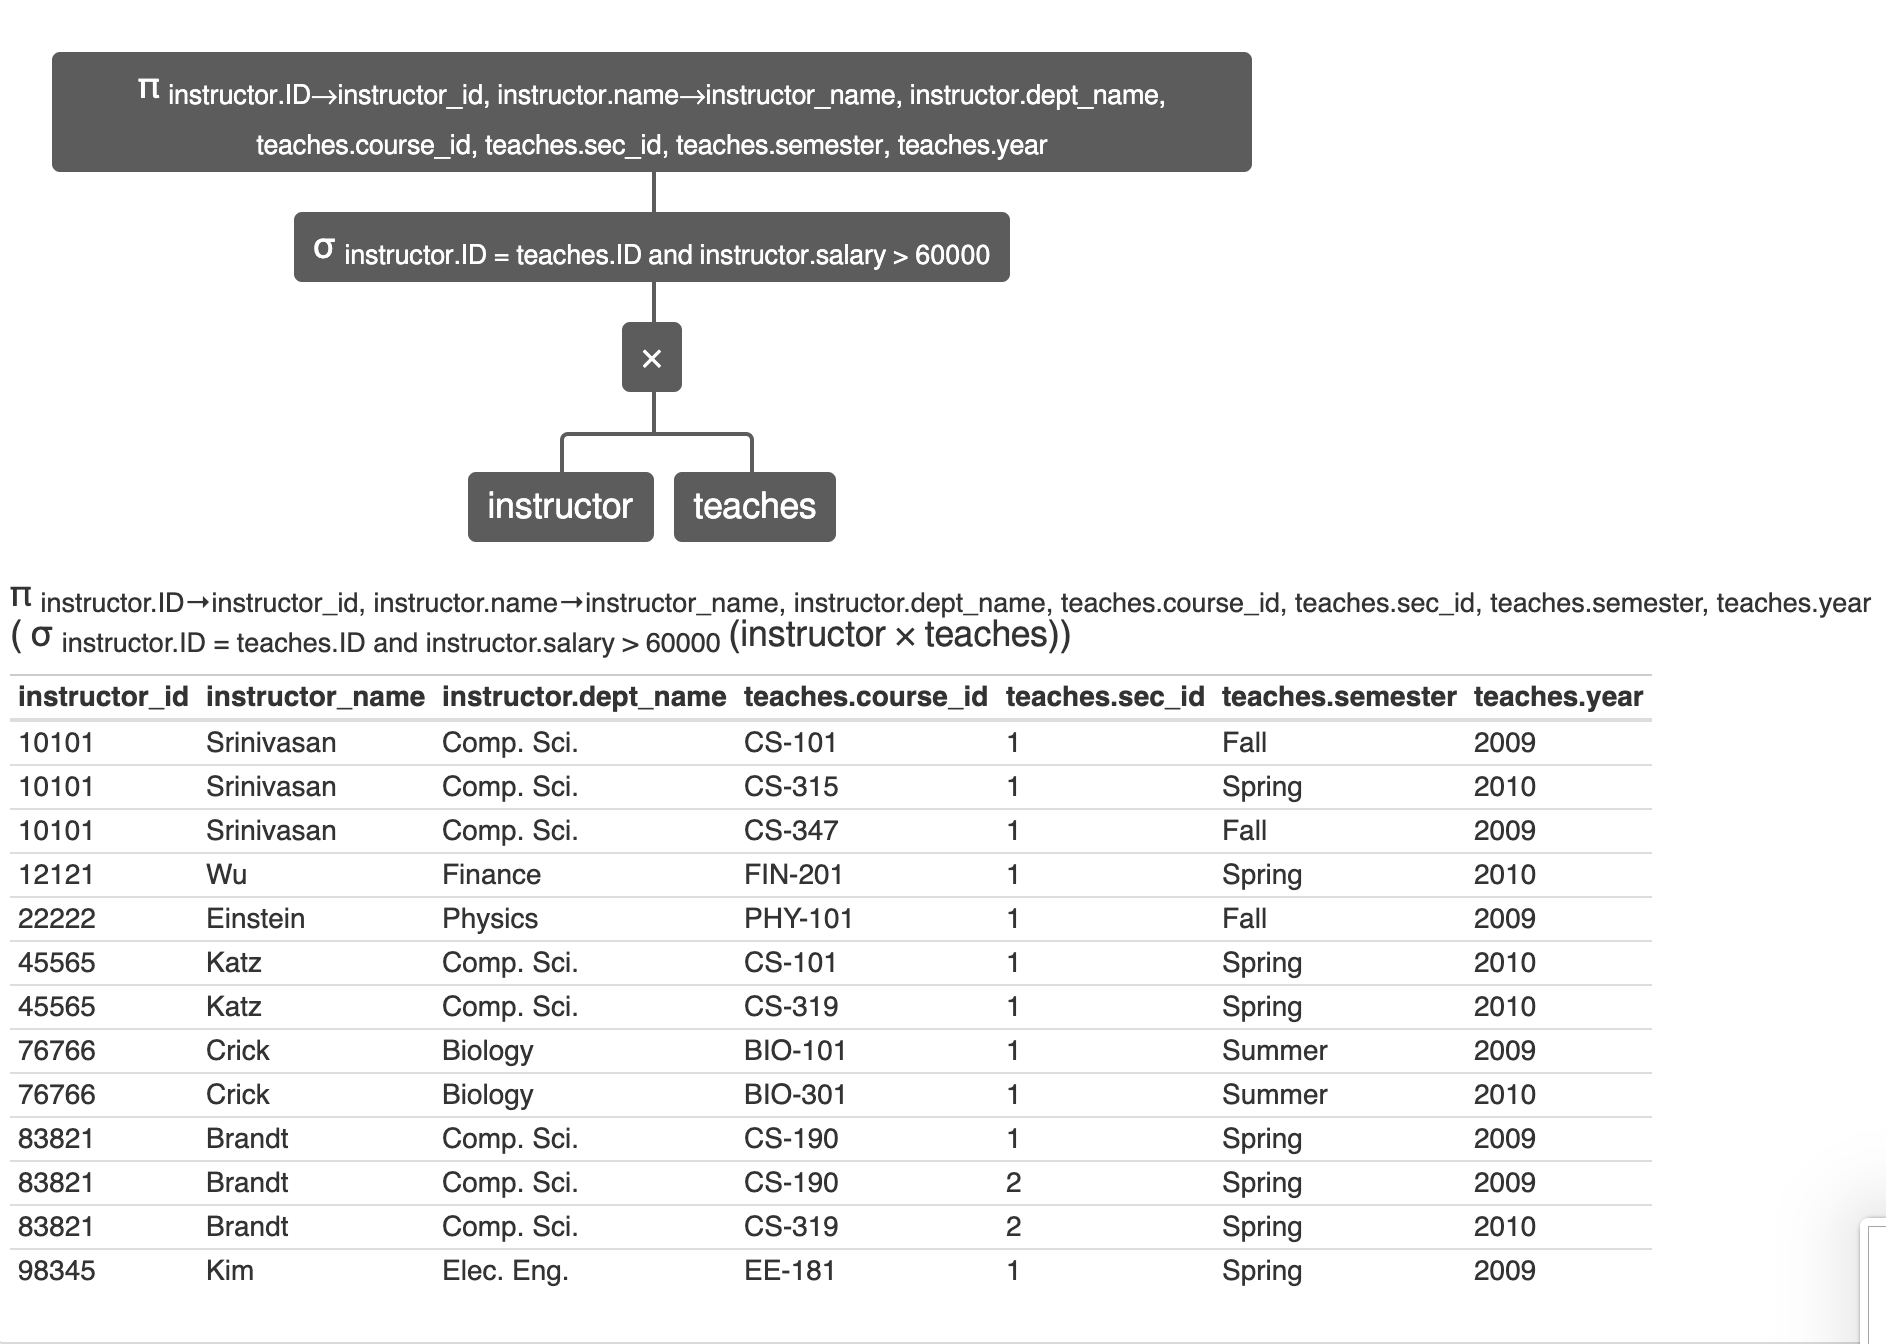 π instructor.ID→instructor_id, instructor.name→instructor_name, instructor.dept_name,
teaches.course_id, teaches.sec_id, teaches.semester, teaches.year
σ instructor.ID = teaches.ID and instructor.salary > 60000
×
instructor teaches
π instructor.ID→instructor_id, instructor.name→instructor_name, instructor.dept_name, teaches.course_id, teaches.sec_id, teaches.semester, teaches.year
( σ instructor.ID = teaches.ID and instructor.salary > 60000 (instructor × teaches))
instructor_id instructor_name instructor.dept_name teaches.course_id teaches.sec_id teaches.semester teaches.year
10101 Srinivasan Comp. Sci. CS-101 1 Fall 2009
10101 Srinivasan Comp. Sci. CS-315 1 Spring 2010
10101 Srinivasan Comp. Sci. CS-347 1 Fall 2009
12121 Wu Finance FIN-201 1 Spring 2010
22222 Einstein Physics PHY-101 1 Fall 2009
45565 Katz Comp. Sci. CS-101 1 Spring 2010
45565 Katz Comp. Sci. CS-319 1 Spring 2010
76766 Crick Biology BIO-101 1 Summer 2009
76766 Crick Biology BIO-301 1 Summer 2010
83821 Brandt Comp. Sci. CS-190 1 Spring 2009
83821 Brandt Comp. Sci. CS-190 2 Spring 2009
83821 Brandt Comp. Sci. CS-319 2 Spring 2010
98345 Kim Elec. Eng. EE-181 1 Spring 2009